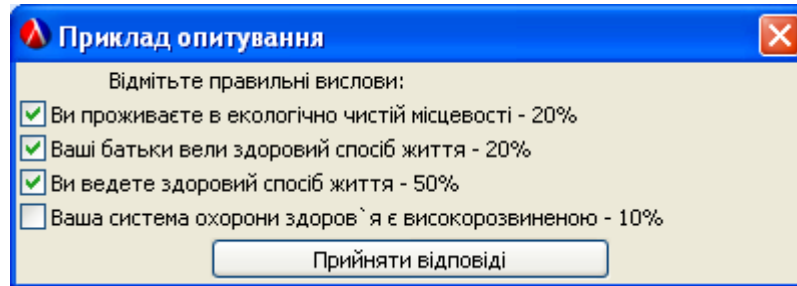 Приклад опитування
Відмітьте правильні вислови:
Ви проживаєте в екологічно чистій місцевості - 20%
Ваші батьки вели здоровий спосіб життя - 20%
Ви ведете здоровий спосіб життя - 50%
Ваша система охорони здоров`я є високорозвиненою - 10%
Прийняти відповіді